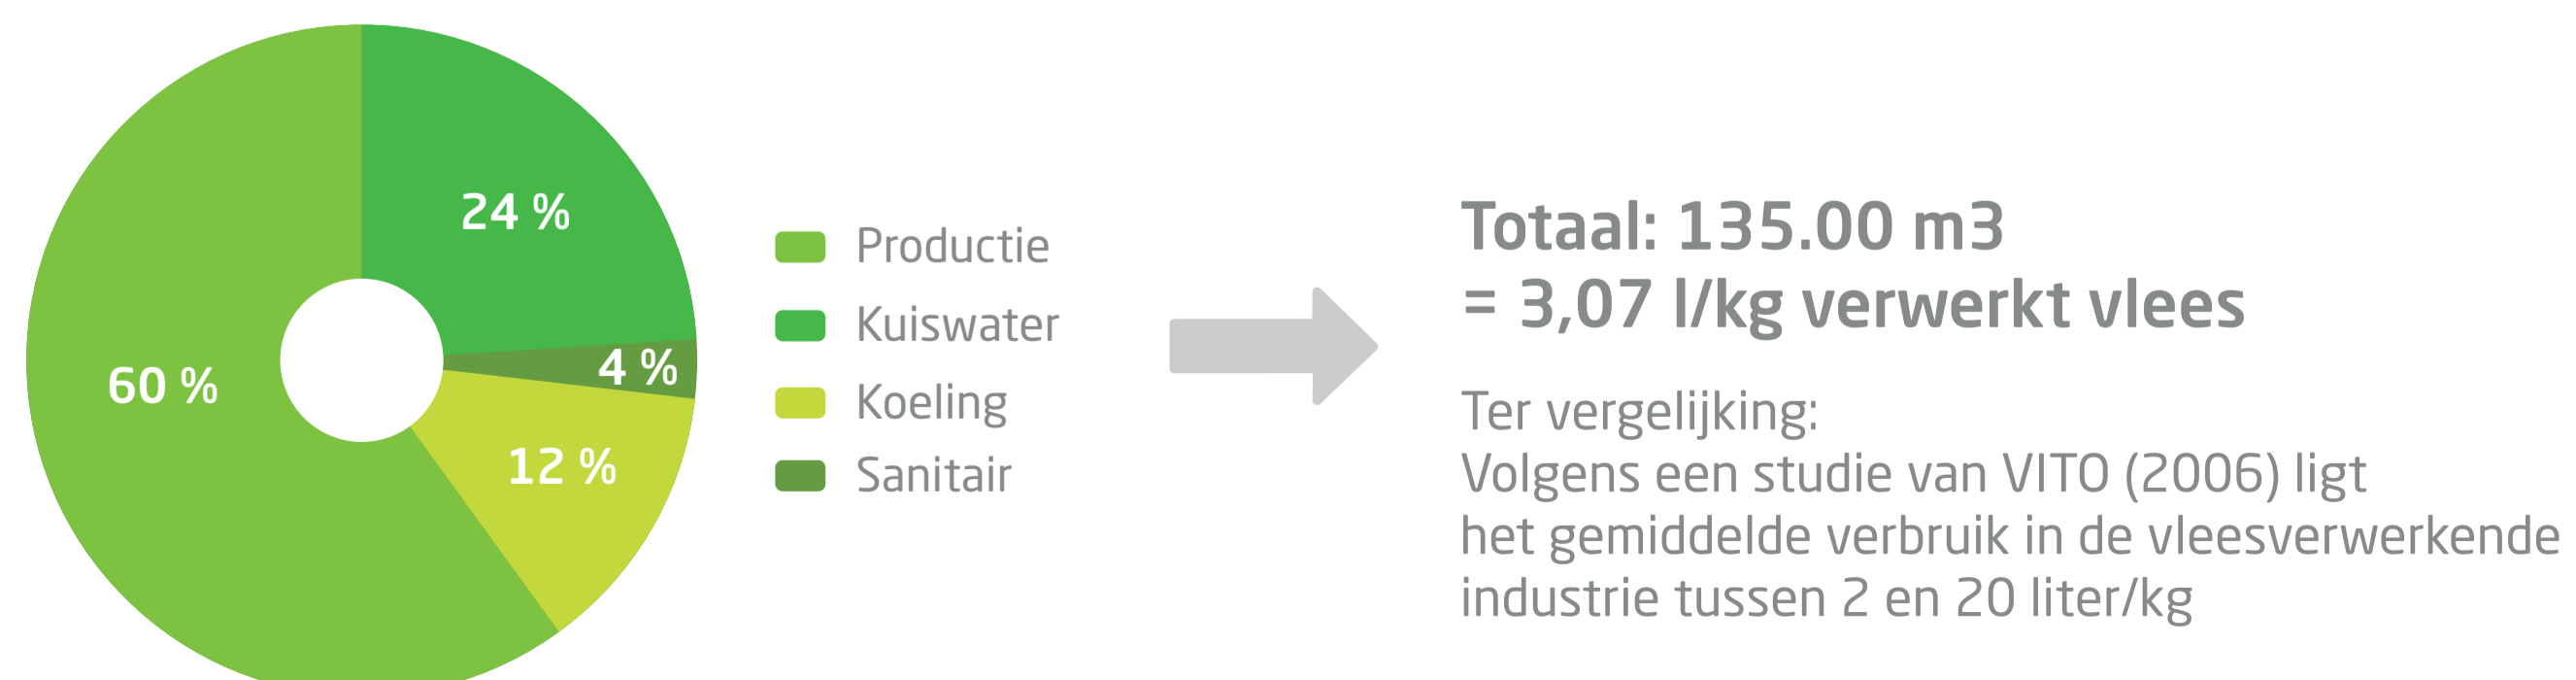 24 %
4 %
60 %
12 %
Productie
Kuiswater
Koeling
Sanitair
Totaal: 135.00 m3
= 3,07 l/kg verwerkt vlees
Ter vergelijking:
Volgens een studie van VITO (2006) ligt
het gemiddelde verbruik in de vleesverwerkende
industrie tussen 2 en 20 liter/kg